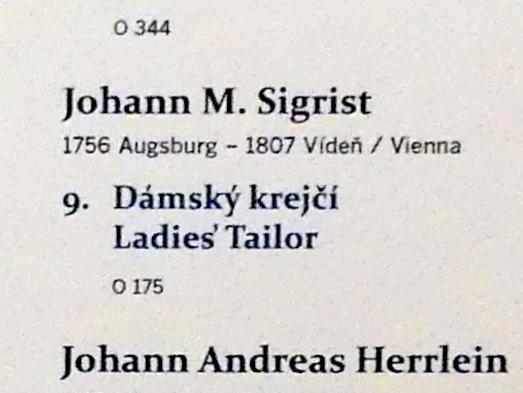 O 344
Johann M. Sigrist
1756 Augsburg – 1807 Vídeň / Vienna
9. Dámský krejčí
Ladies' Tailor
O 175
Johann Andreas Herrlein